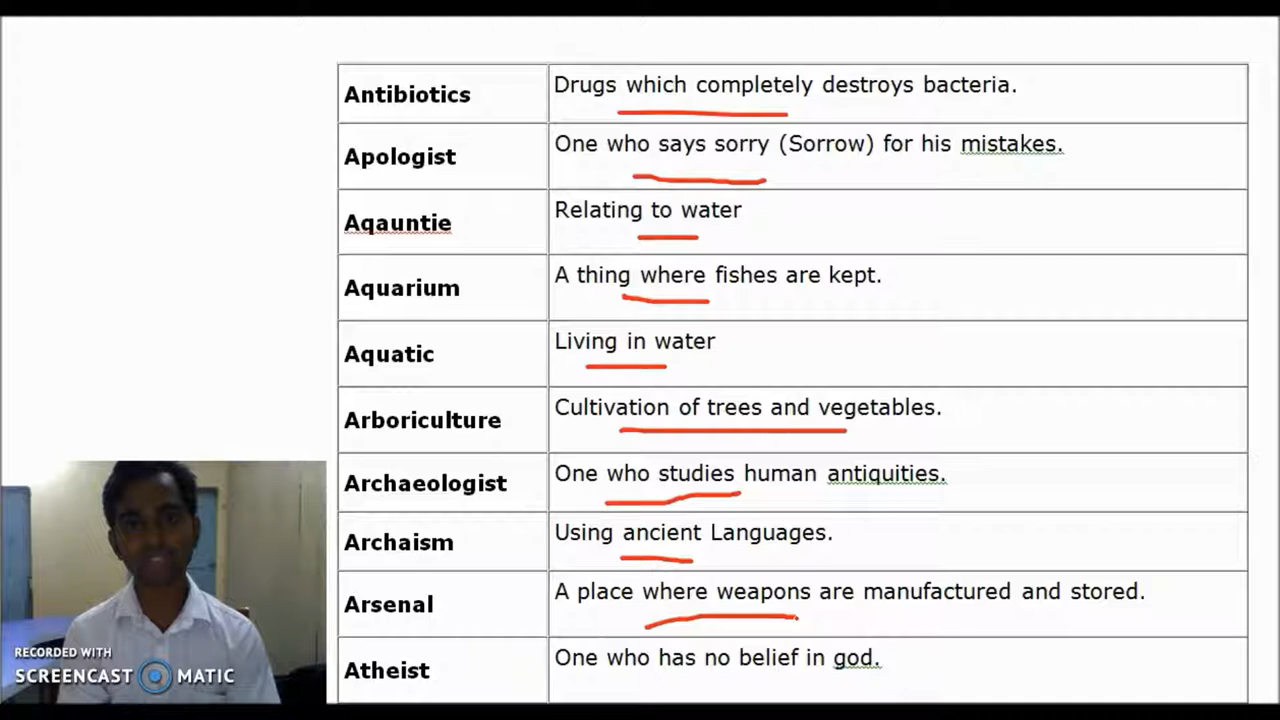 Antibiotics
Drugs which completely destroys bacteria.
Apologist
One who says sorry (Sorrow) for his mistakes.
Aqauntie
Relating to water
Aquarium
A thing where fishes are kept.
Aquatic
Living in water
Arboriculture
Cultivation of trees and vegetables.
Archaeologist
One who studies human antiquities.
Archaism
Using ancient Languages.
Arsenal
A place where weapons are manufactured and stored.
Atheist
One who has no belief in god.
RECORDED WITH
SCREENCAST MATIC